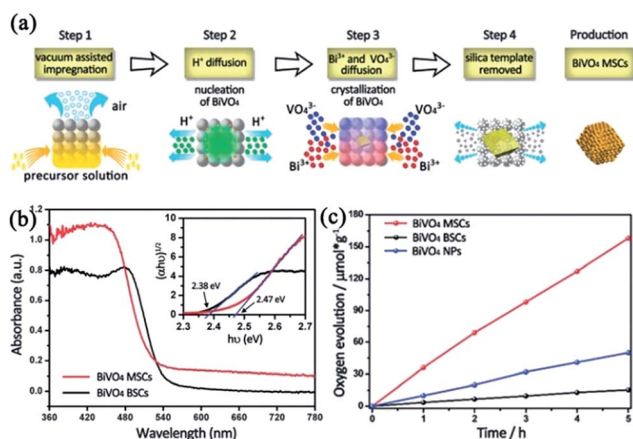 (a)
Step 1
Step 2
Step 3
Step 4
Production
vacuum assisted
impregnation
H⁺ diffusion
Bi³⁺ and VO₄³⁻
diffusion
silica template
removed
BiVO₄ MSCs
air
precursor solution
nucleation
of BiVO₄
H⁺
H⁺
crystallization
of BiVO₄
VO₄³⁻
VO₄³⁻
Bi³⁺
Bi³⁺
(b)
Absorbance (a.u.)
1.2
1.0
0.8
0.6
0.4
0.2
0.0
360
420
480
540
600
660
720
780
Wavelength (nm)
BiVO₄ MSCs
BiVO₄ BSCs
(αhυ)^1/2
10
8
6
4
2
0
2.38 eV
2.47 eV
2.3
2.4
2.5
2.6
2.7
hυ (eV)
(c)
Oxygen evolution / μmol*g⁻¹
180
150
120
90
60
30
0
0
1
2
3
4
5
Time / h
BiVO₄ MSCs
BiVO₄ BSCs
BiVO₄ NPs